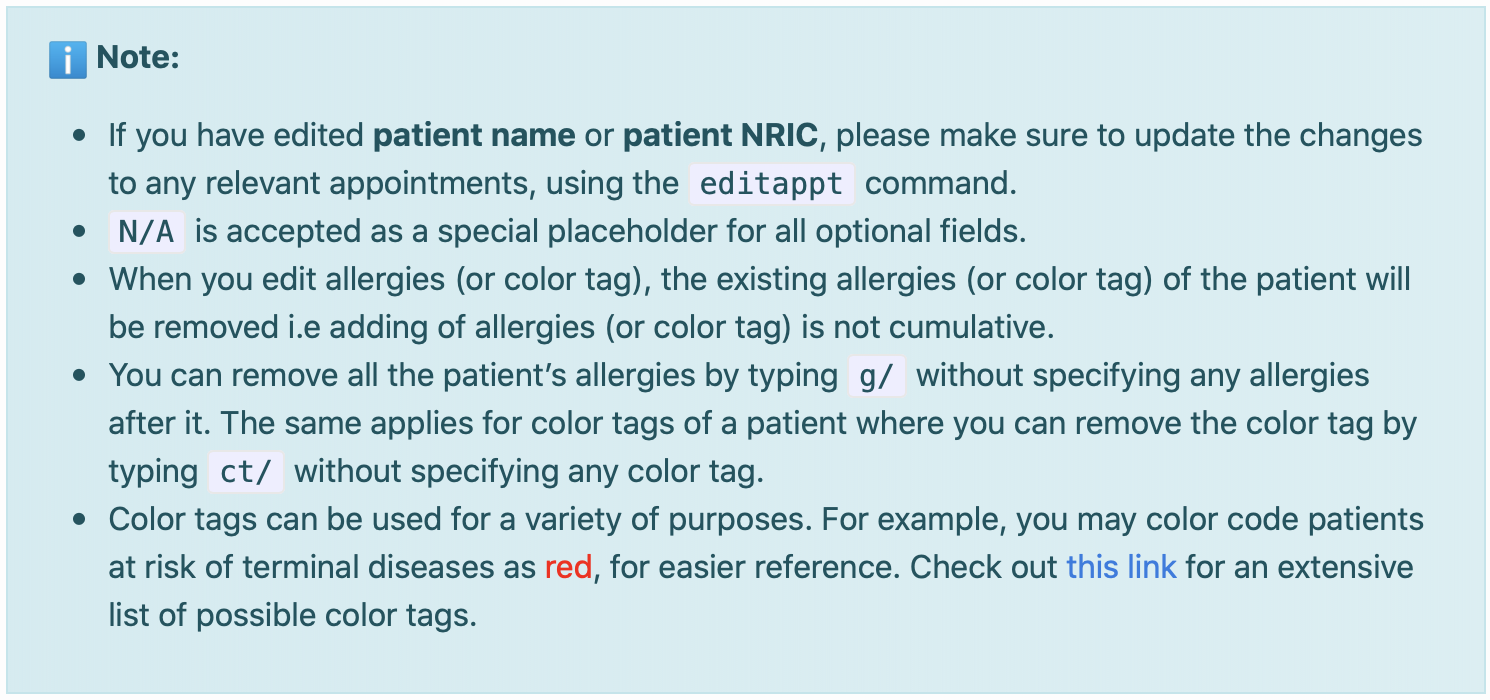 ℹ️ Note:
• If you have edited patient name or patient NRIC, please make sure to update the changes
to any relevant appointments, using the editappt command.
• N/A is accepted as a special placeholder for all optional fields.
• When you edit allergies (or color tag), the existing allergies (or color tag) of the patient will
be removed i.e adding of allergies (or color tag) is not cumulative.
• You can remove all the patient’s allergies by typing g/ without specifying any allergies
after it. The same applies for color tags of a patient where you can remove the color tag by
typing ct/ without specifying any color tag.
• Color tags can be used for a variety of purposes. For example, you may color code patients
at risk of terminal diseases as red, for easier reference. Check out this link for an extensive
list of possible color tags.